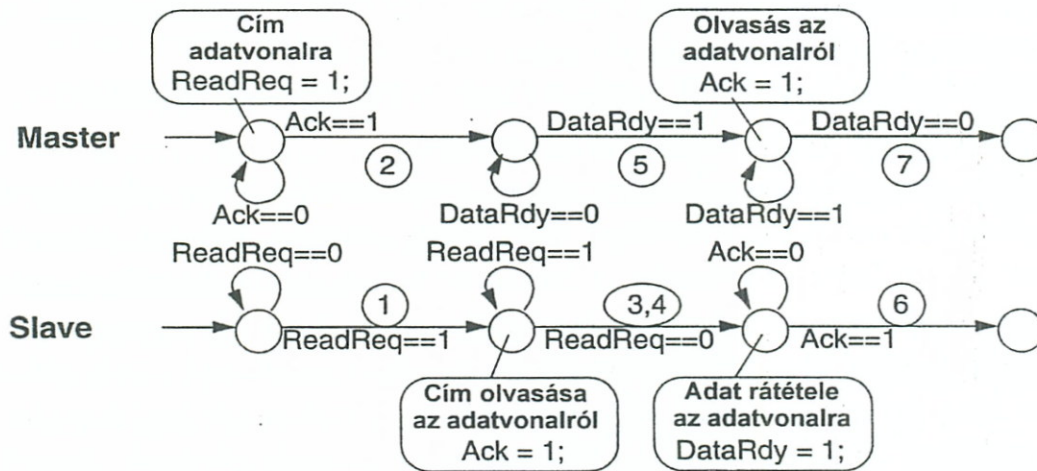 Cím
adatvonalra
ReadReq = 1;
Olvasás az
adatvonalról
Ack = 1;
Master
Ack==1
DataRdy==1
DataRdy==0
2
5
7
Ack==0
DataRdy==0
DataRdy==1
ReadReq==0
ReadReq==1
Ack==0
1
3,4
6
Slave
ReadReq==1
ReadReq==0
Ack==1
Cím olvasása
az adatvonalról
Ack = 1;
Adat rátétele
az adatvonalra
DataRdy = 1;